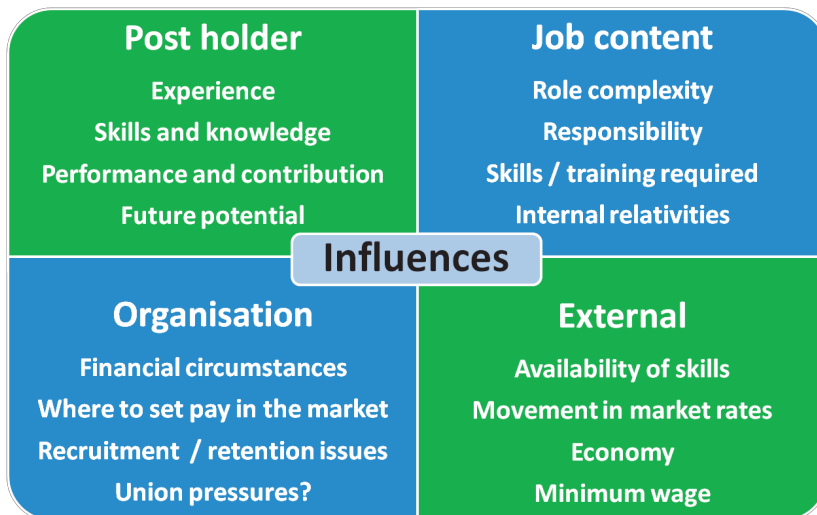 Post holder
Experience
Skills and knowledge
Performance and contribution
Future potential
Job content
Role complexity
Responsibility
Skills / training required
Internal relativities
Influences
Organisation
Financial circumstances
Where to set pay in the market
Recruitment / retention issues
Union pressures?
External
Availability of skills
Movement in market rates
Economy
Minimum wage